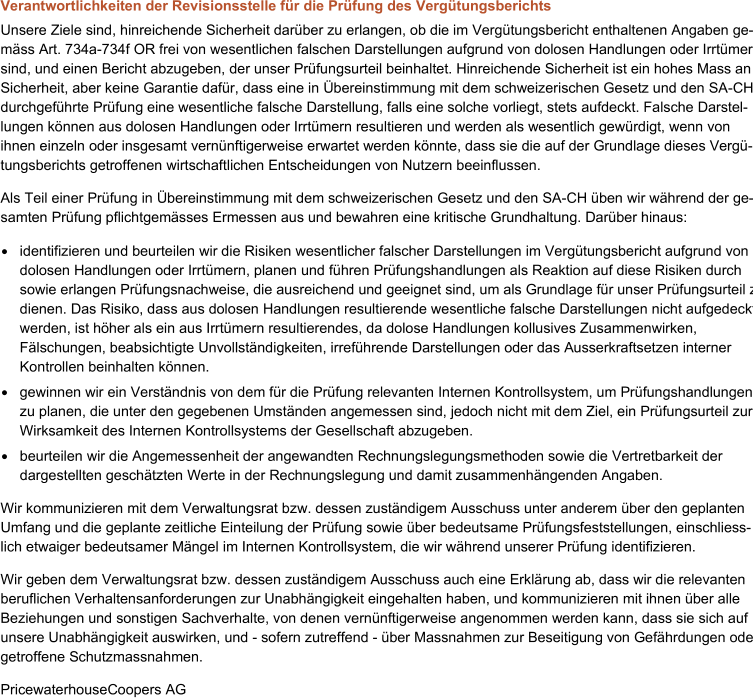 Verantwortlichkeiten der Revisionsstelle für die Prüfung des Vergütungsberichts
Unsere Ziele sind, hinreichende Sicherheit darüber zu erlangen, ob die im Vergütungsbericht enthaltenen Angaben ge-
mäss Art. 734a-734f OR frei von wesentlichen falschen Darstellungen aufgrund von dolosen Handlungen oder Irrtümer
sind, und einen Bericht abzugeben, der unser Prüfungsurteil beinhaltet. Hinreichende Sicherheit ist ein hohes Mass an
Sicherheit, aber keine Garantie dafür, dass eine in Übereinstimmung mit dem schweizerischen Gesetz und den SA-CH
durchgeführte Prüfung eine wesentliche falsche Darstellung, falls eine solche vorliegt, stets aufdeckt. Falsche Darstel-
lungen können aus dolosen Handlungen oder Irrtümern resultieren und werden als wesentlich gewürdigt, wenn von
ihnen einzeln oder insgesamt vernünftigerweise erwartet werden könnte, dass sie die auf der Grundlage dieses Vergü-
tungsberichts getroffenen wirtschaftlichen Entscheidungen von Nutzern beeinflussen.
Als Teil einer Prüfung in Übereinstimmung mit dem schweizerischen Gesetz und den SA-CH üben wir während der ge-
samten Prüfung pflichtgemässes Ermessen aus und bewahren eine kritische Grundhaltung. Darüber hinaus:
• identifizieren und beurteilen wir die Risiken wesentlicher falscher Darstellungen im Vergütungsbericht aufgrund von
dolosen Handlungen oder Irrtümern, planen und führen Prüfungshandlungen als Reaktion auf diese Risiken durch
sowie erlangen Prüfungsnachweise, die ausreichend und geeignet sind, um als Grundlage für unser Prüfungsurteil z
dienen. Das Risiko, dass aus dolosen Handlungen resultierende wesentliche falsche Darstellungen nicht aufgedeckt
werden, ist höher als ein aus Irrtümern resultierendes, da dolose Handlungen kollusives Zusammenwirken,
Fälschungen, beabsichtigte Unvollständigkeiten, irreführende Darstellungen oder das Ausserkraftsetzen interner
Kontrollen beinhalten können.
• gewinnen wir ein Verständnis von dem für die Prüfung relevanten Internen Kontrollsystem, um Prüfungshandlungen
zu planen, die unter den gegebenen Umständen angemessen sind, jedoch nicht mit dem Ziel, ein Prüfungsurteil zur
Wirksamkeit des Internen Kontrollsystems der Gesellschaft abzugeben.
• beurteilen wir die Angemessenheit der angewandten Rechnungslegungsmethoden sowie die Vertretbarkeit der
dargestellten geschätzten Werte in der Rechnungslegung und damit zusammenhängenden Angaben.
Wir kommunizieren mit dem Verwaltungsrat bzw. dessen zuständigem Ausschuss unter anderem über den geplanten
Umfang und die geplante zeitliche Einteilung der Prüfung sowie über bedeutsame Prüfungsfeststellungen, einschliess-
lich etwaiger bedeutsamer Mängel im Internen Kontrollsystem, die wir während unserer Prüfung identifizieren.
Wir geben dem Verwaltungsrat bzw. dessen zuständigem Ausschuss auch eine Erklärung ab, dass wir die relevanten
beruflichen Verhaltensanforderungen zur Unabhängigkeit eingehalten haben, und kommunizieren mit ihnen über alle
Beziehungen und sonstigen Sachverhalte, von denen vernünftigerweise angenommen werden kann, dass sie sich auf
unsere Unabhängigkeit auswirken, und - sofern zutreffend - über Massnahmen zur Beseitigung von Gefährdungen ode
getroffene Schutzmassnahmen.
PricewaterhouseCoopers AG